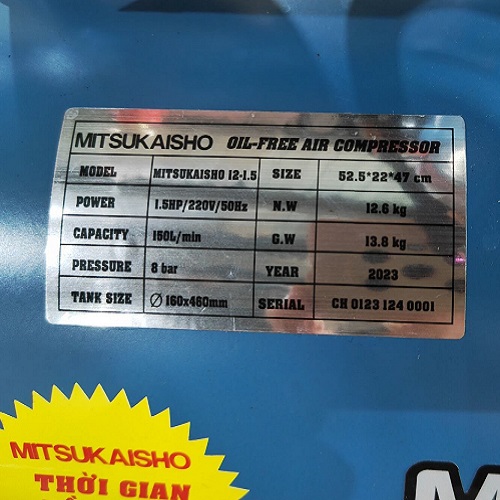 MITSUKAISHO OIL-FREE AIR COMPRESSOR
MODEL MITSUKAISHO 12-1.5 SIZE 52.5*22*47 cm
POWER 1.5HP/220V/50Hz N.W 12.6 kg
CAPACITY 150L/min G.W 13.8 kg
PRESSURE 8 bar YEAR 2023
TANK SIZE ∅ 160x460mm SERIAL CH 0123 124 0001
MITSUKAISHO
THỜI GIAN
M